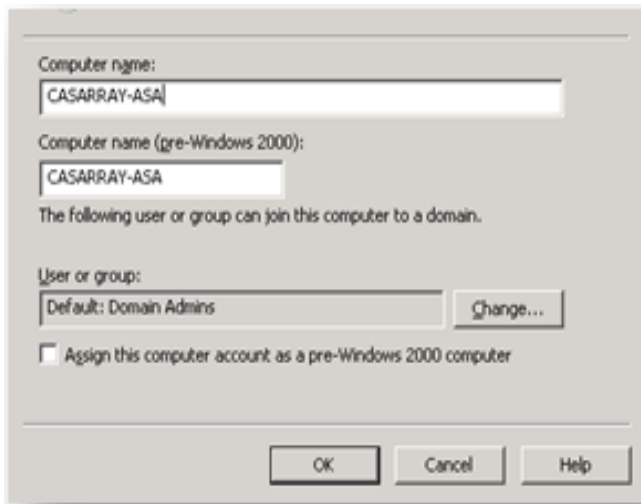 Computer name:
CASARRAY-ASA
Computer name (pre-Windows 2000):
CASARRAY-ASA
The following user or group can join this computer to a domain.
User or group:
Default: Domain Admins
Change...
Assign this computer account as a pre-Windows 2000 computer
OK Cancel Help